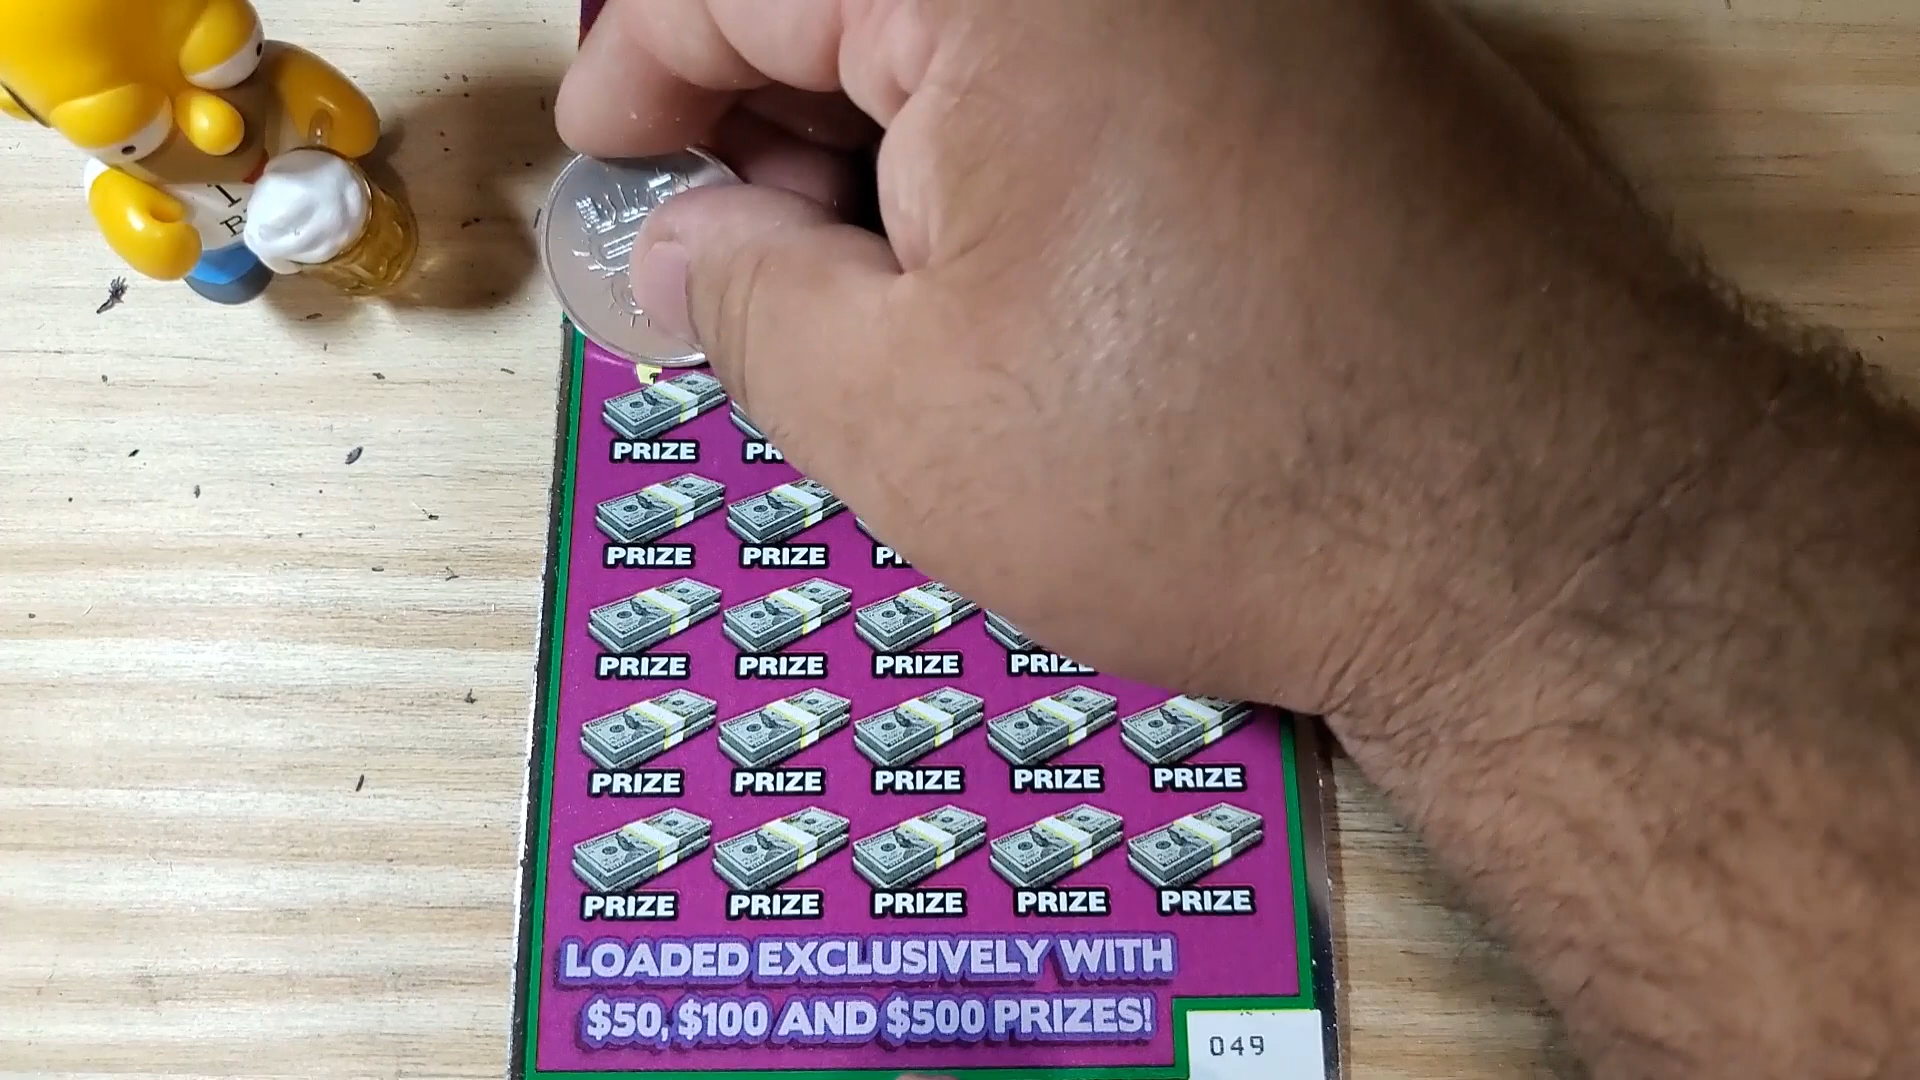 PRIZE
PRIZE PRIZE
PRIZE PRIZE PRIZE PRIZE
PRIZE PRIZE PRIZE PRIZE PRIZE
PRIZE PRIZE PRIZE PRIZE PRIZE
LOADED EXCLUSIVELY WITH
$50, $100 AND $500 PRIZES!
049